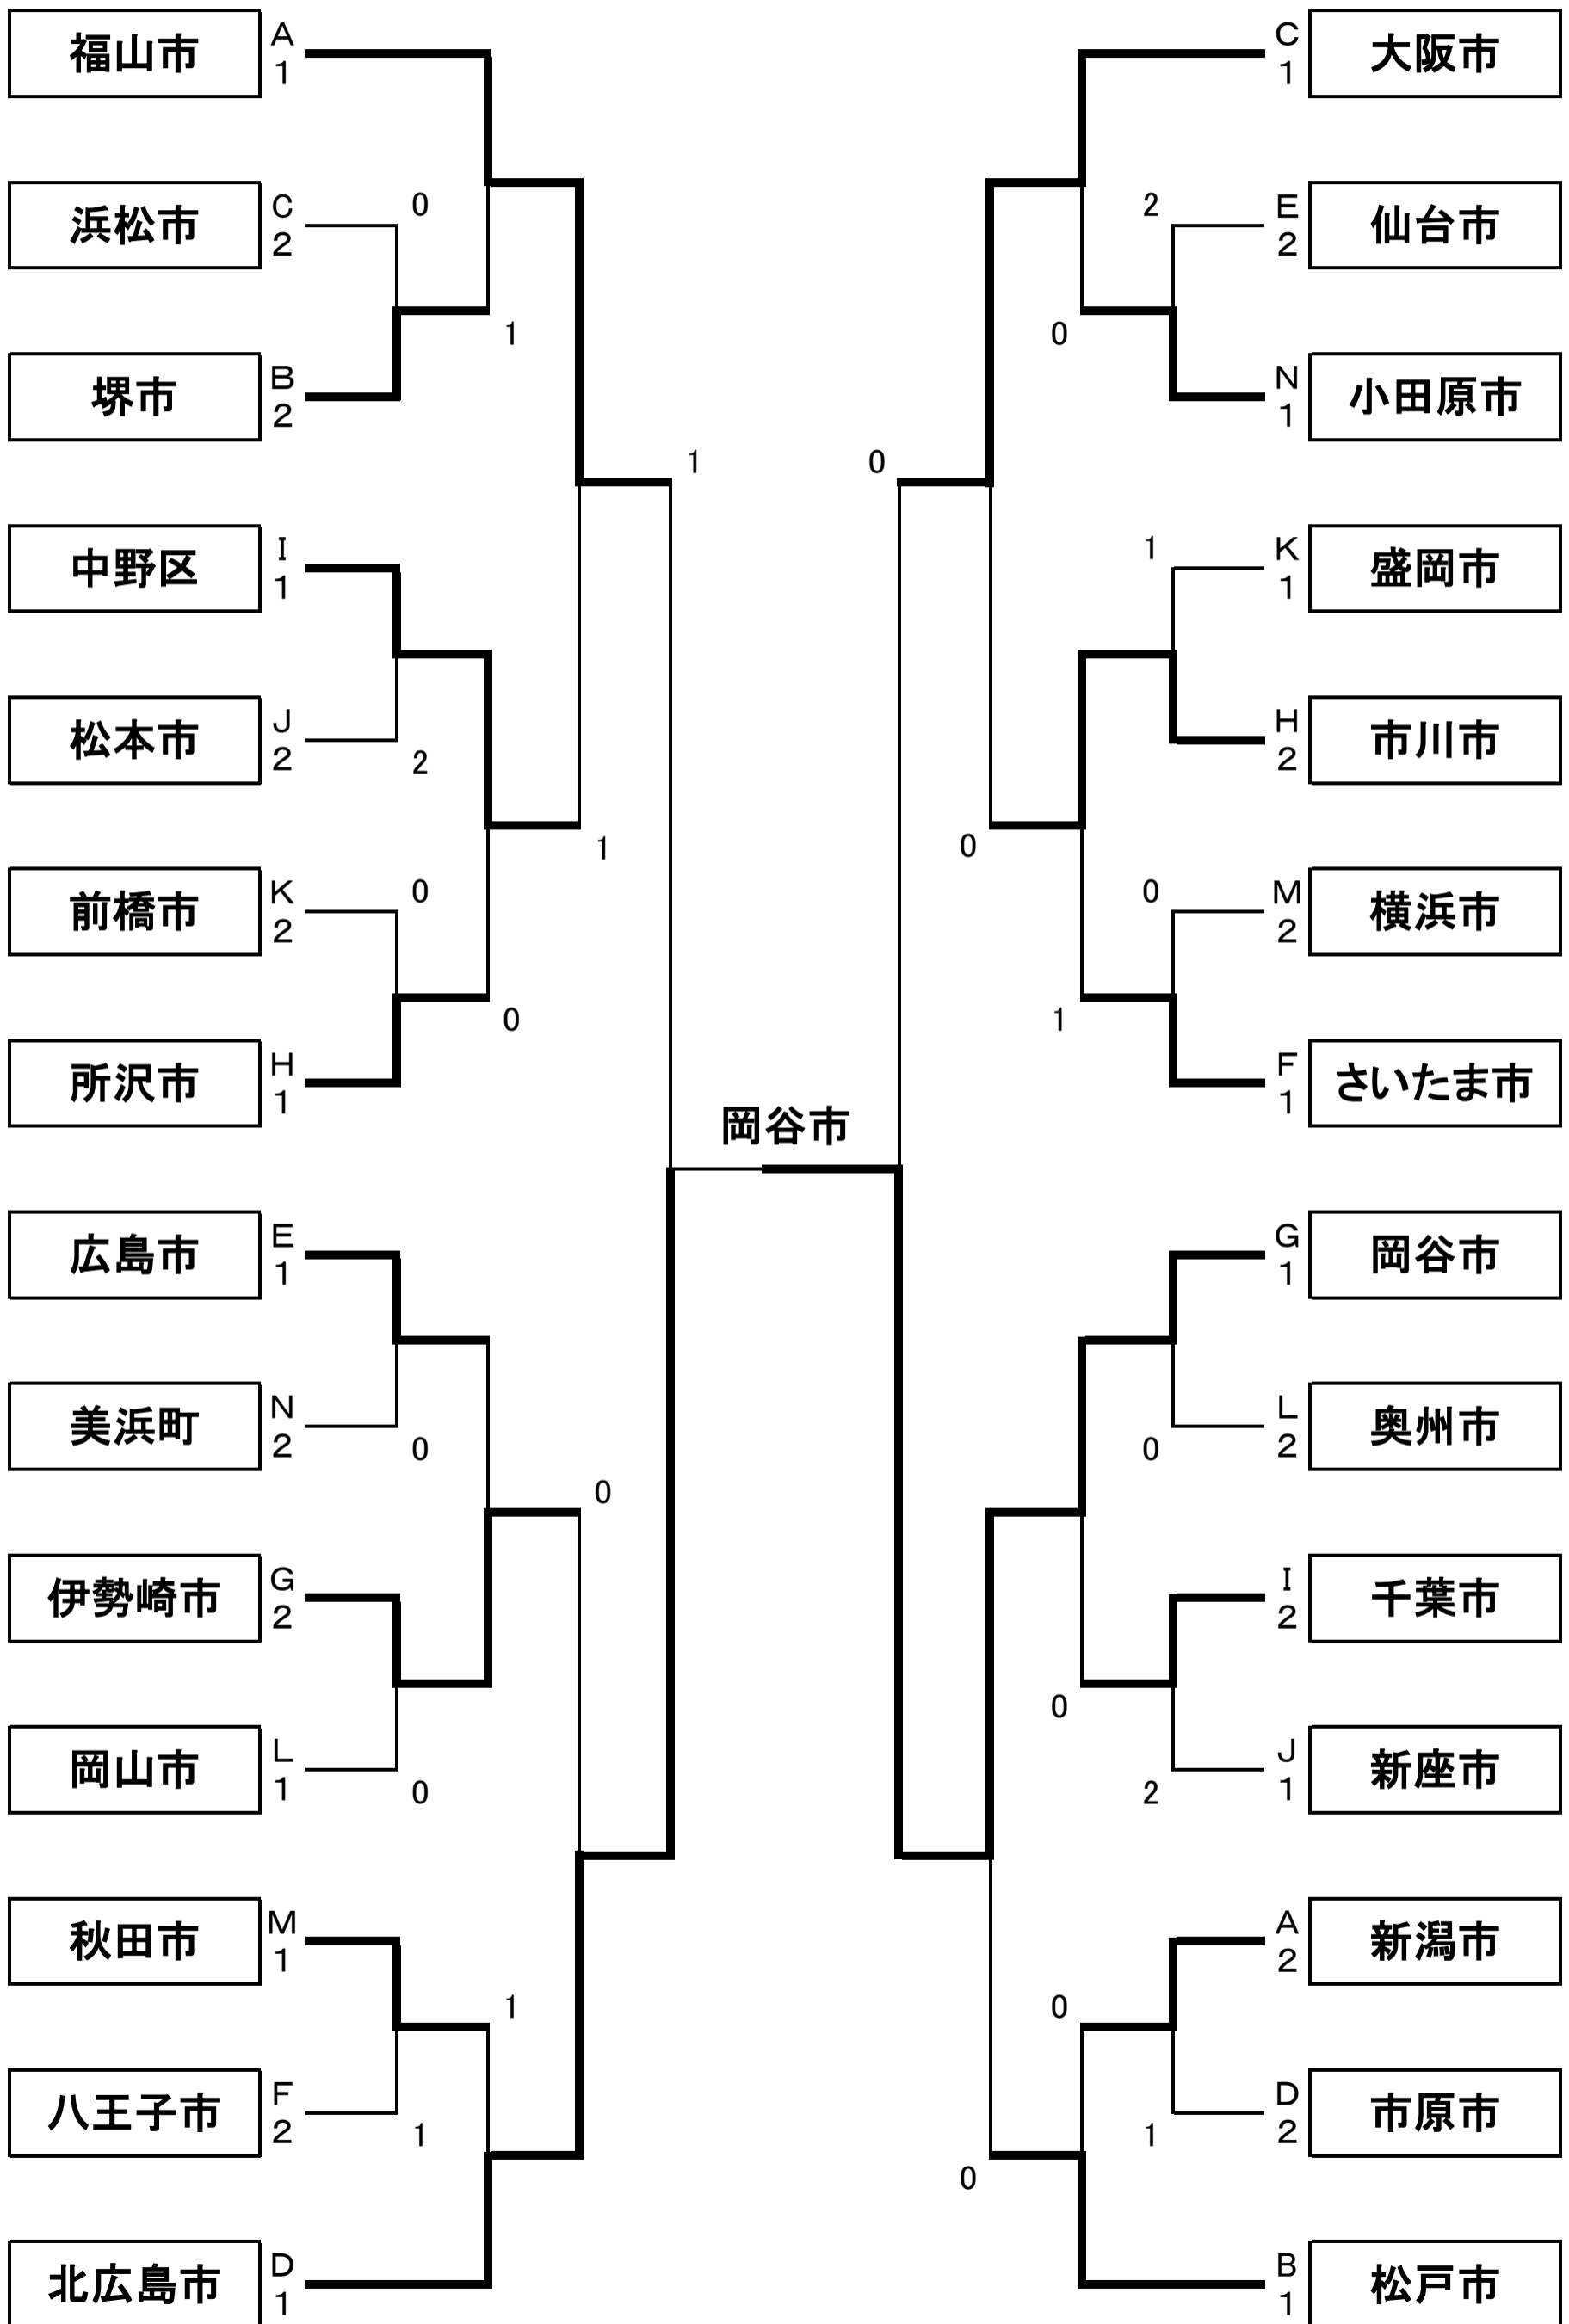 福山市 A 1
浜松市 C 2
0
堺市 B 2
1
中野区 I 1
松本市 J 2
2
前橋市 K 2
0
所沢市 H 1
0
1
1
広島市 E 1
美浜町 N 2
0
伊勢崎市 G 2
岡山市 L 1
0
0
秋田市 M 1
八王子市 F 2
1
1
北広島市 D 1
岡谷市
C 1 大阪市
2
E 2 仙台市
0
N 1 小田原市
0
1
K 1 盛岡市
H 2 市川市
0
0
M 2 横浜市
1
F 1 さいたま市
G 1 岡谷市
L 2 奥州市
0
I 2 千葉市
0
J 1 新座市
2
A 2 新潟市
0
D 2 市原市
1
0
B 1 松戸市